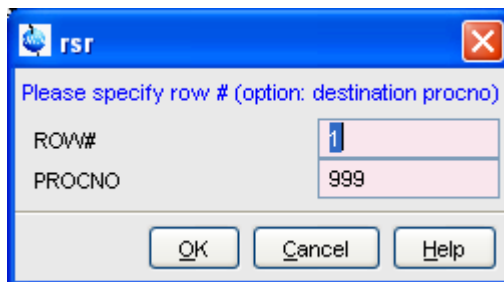 rsr
Please specify row # (option: destination procno)
ROW# 1
PROCNO 999
OK Cancel Help